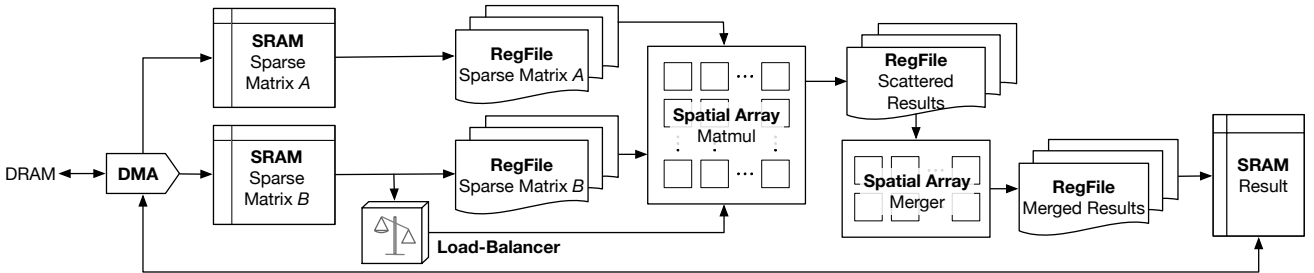 DRAM
DMA
SRAM
Sparse
Matrix A
SRAM
Sparse
Matrix B
RegFile
Sparse Matrix A
RegFile
Sparse Matrix B
Load-Balancer
Spatial Array
Matmul
RegFile
Scattered
Results
Spatial Array
Merger
RegFile
Merged Results
SRAM
Result